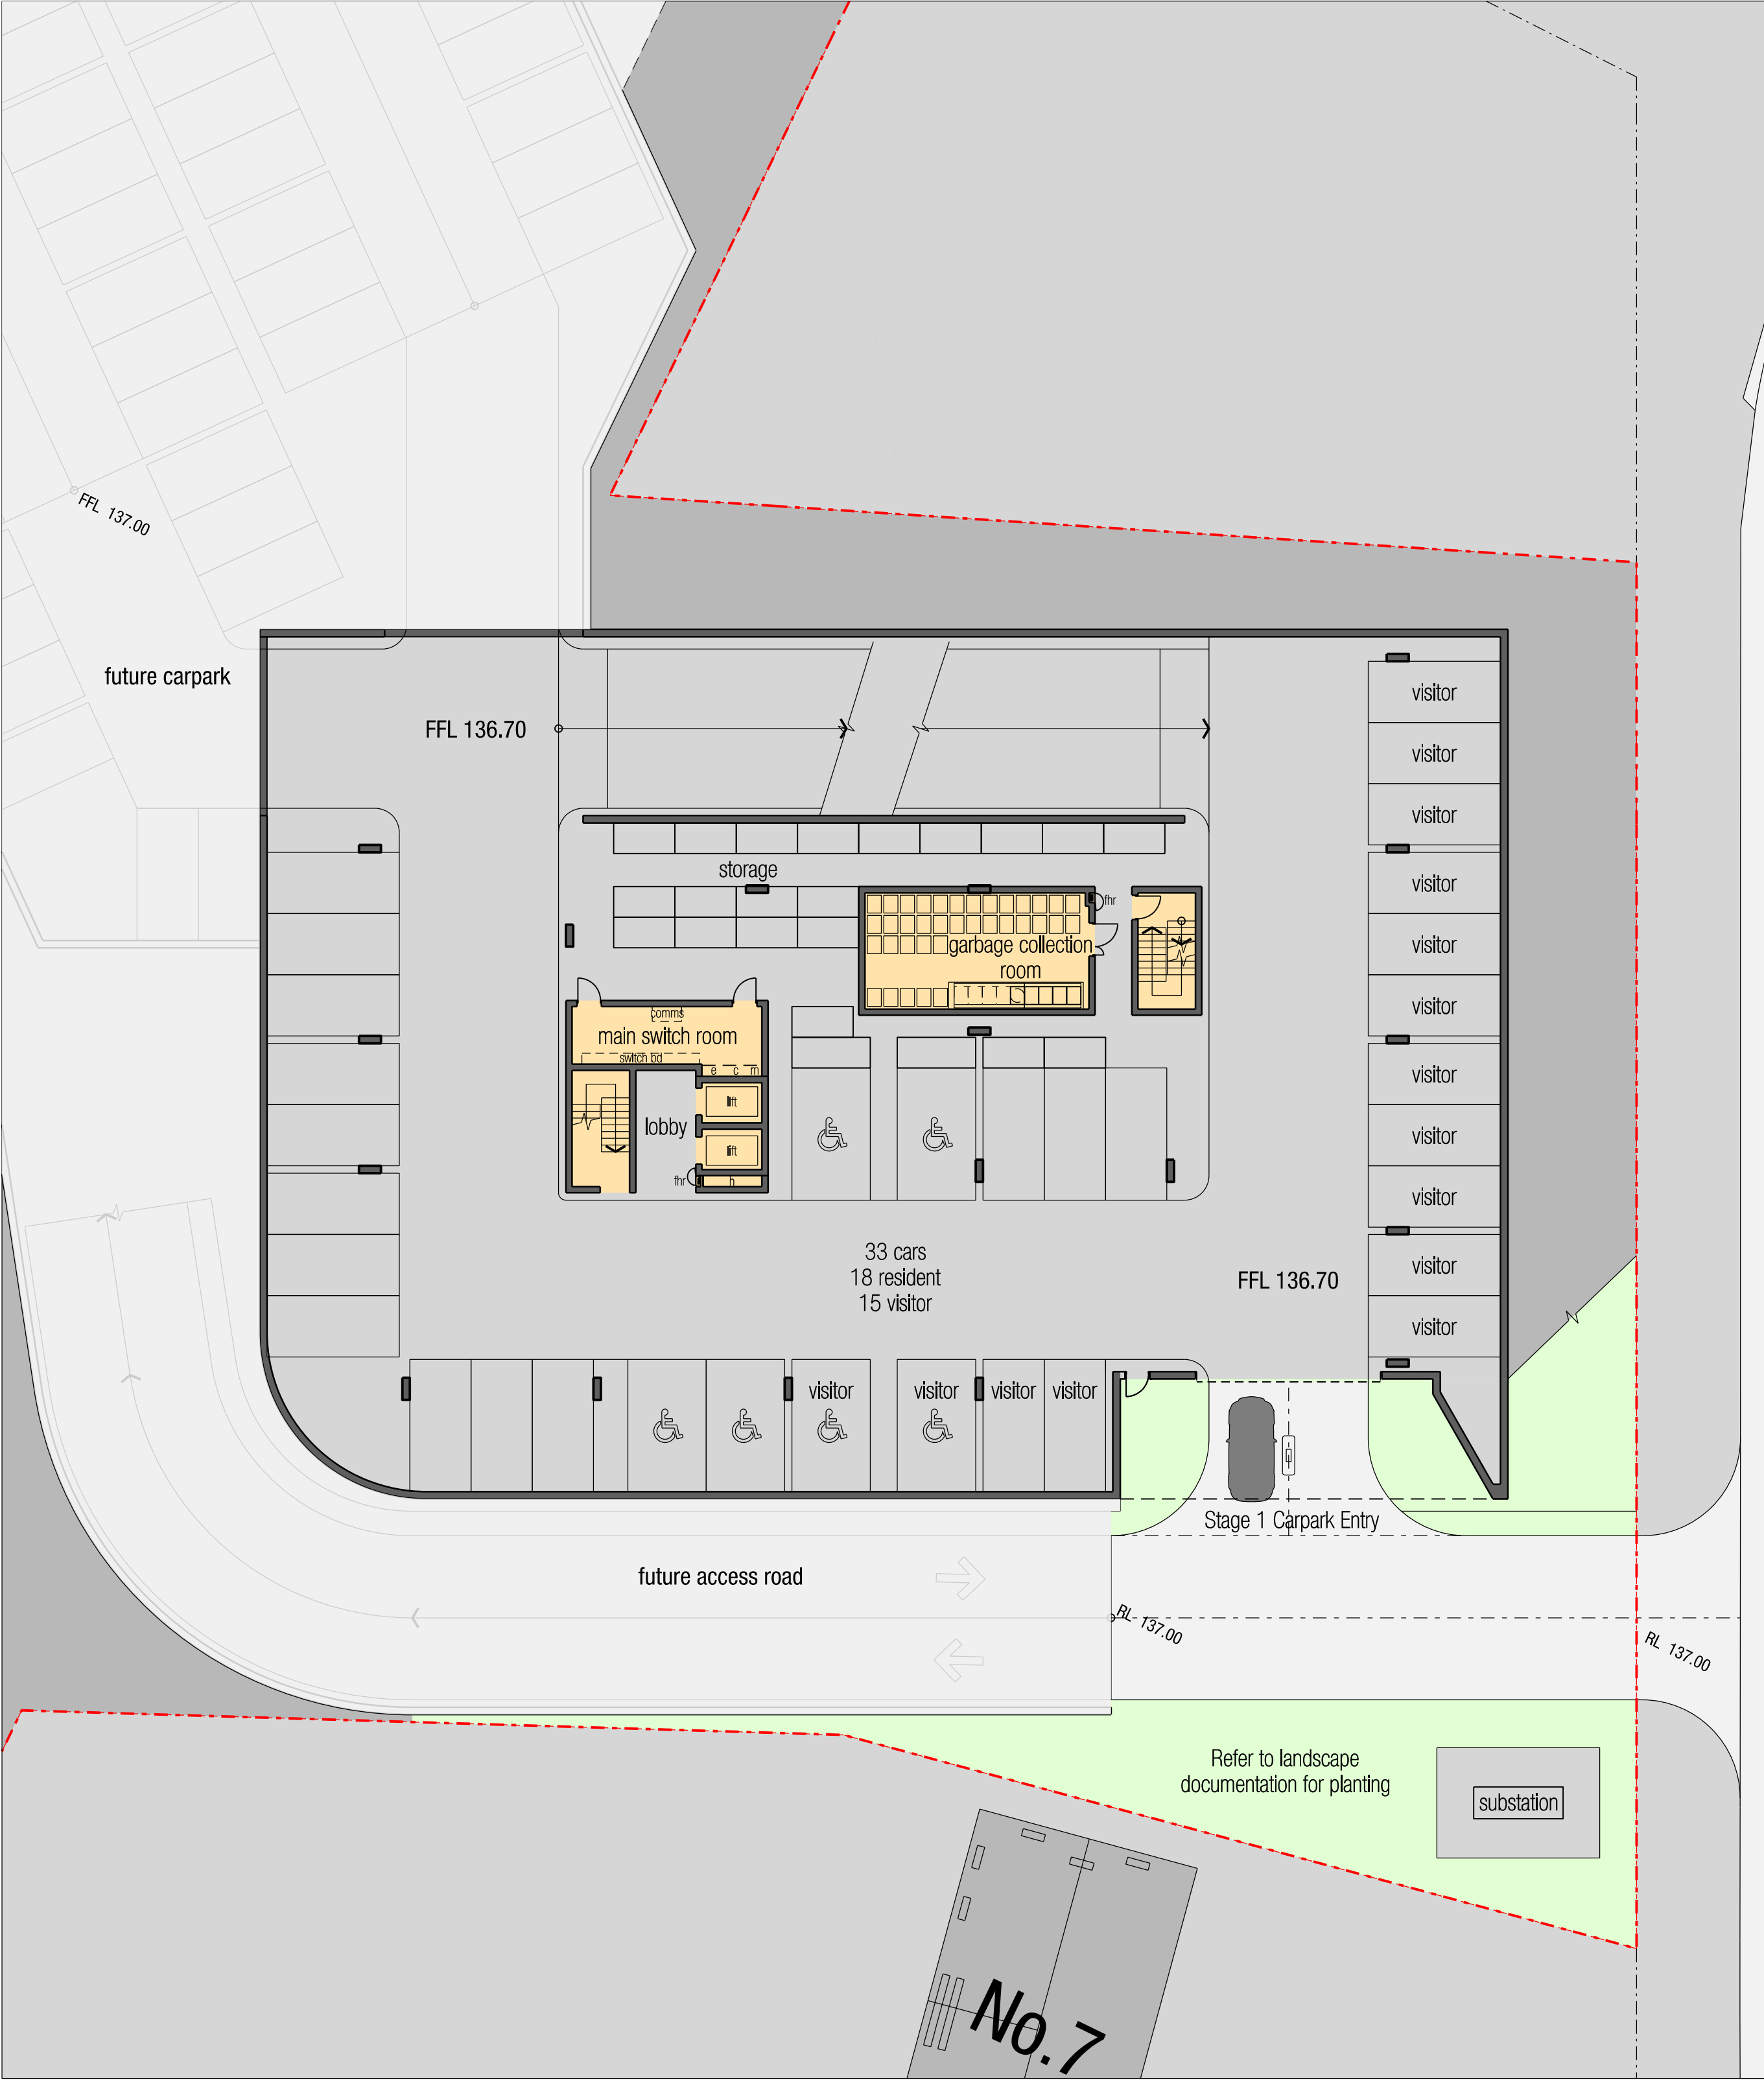 FFL 137.00
future carpark
FFL 136.70
visitor
visitor
visitor
storage
visitor
fhr
garbage collection
room
visitor
visitor
comms
main switch room
switch bd
e c m
visitor
lift
lobby
visitor
lift
fhr
h
visitor
33 cars
18 resident
15 visitor
FFL 136.70
visitor
visitor
visitor
visitor
visitor
visitor
Stage 1 Carpark Entry
future access road
RL 137.00
RL 137.00
Refer to landscape
documentation for planting
substation
No.7